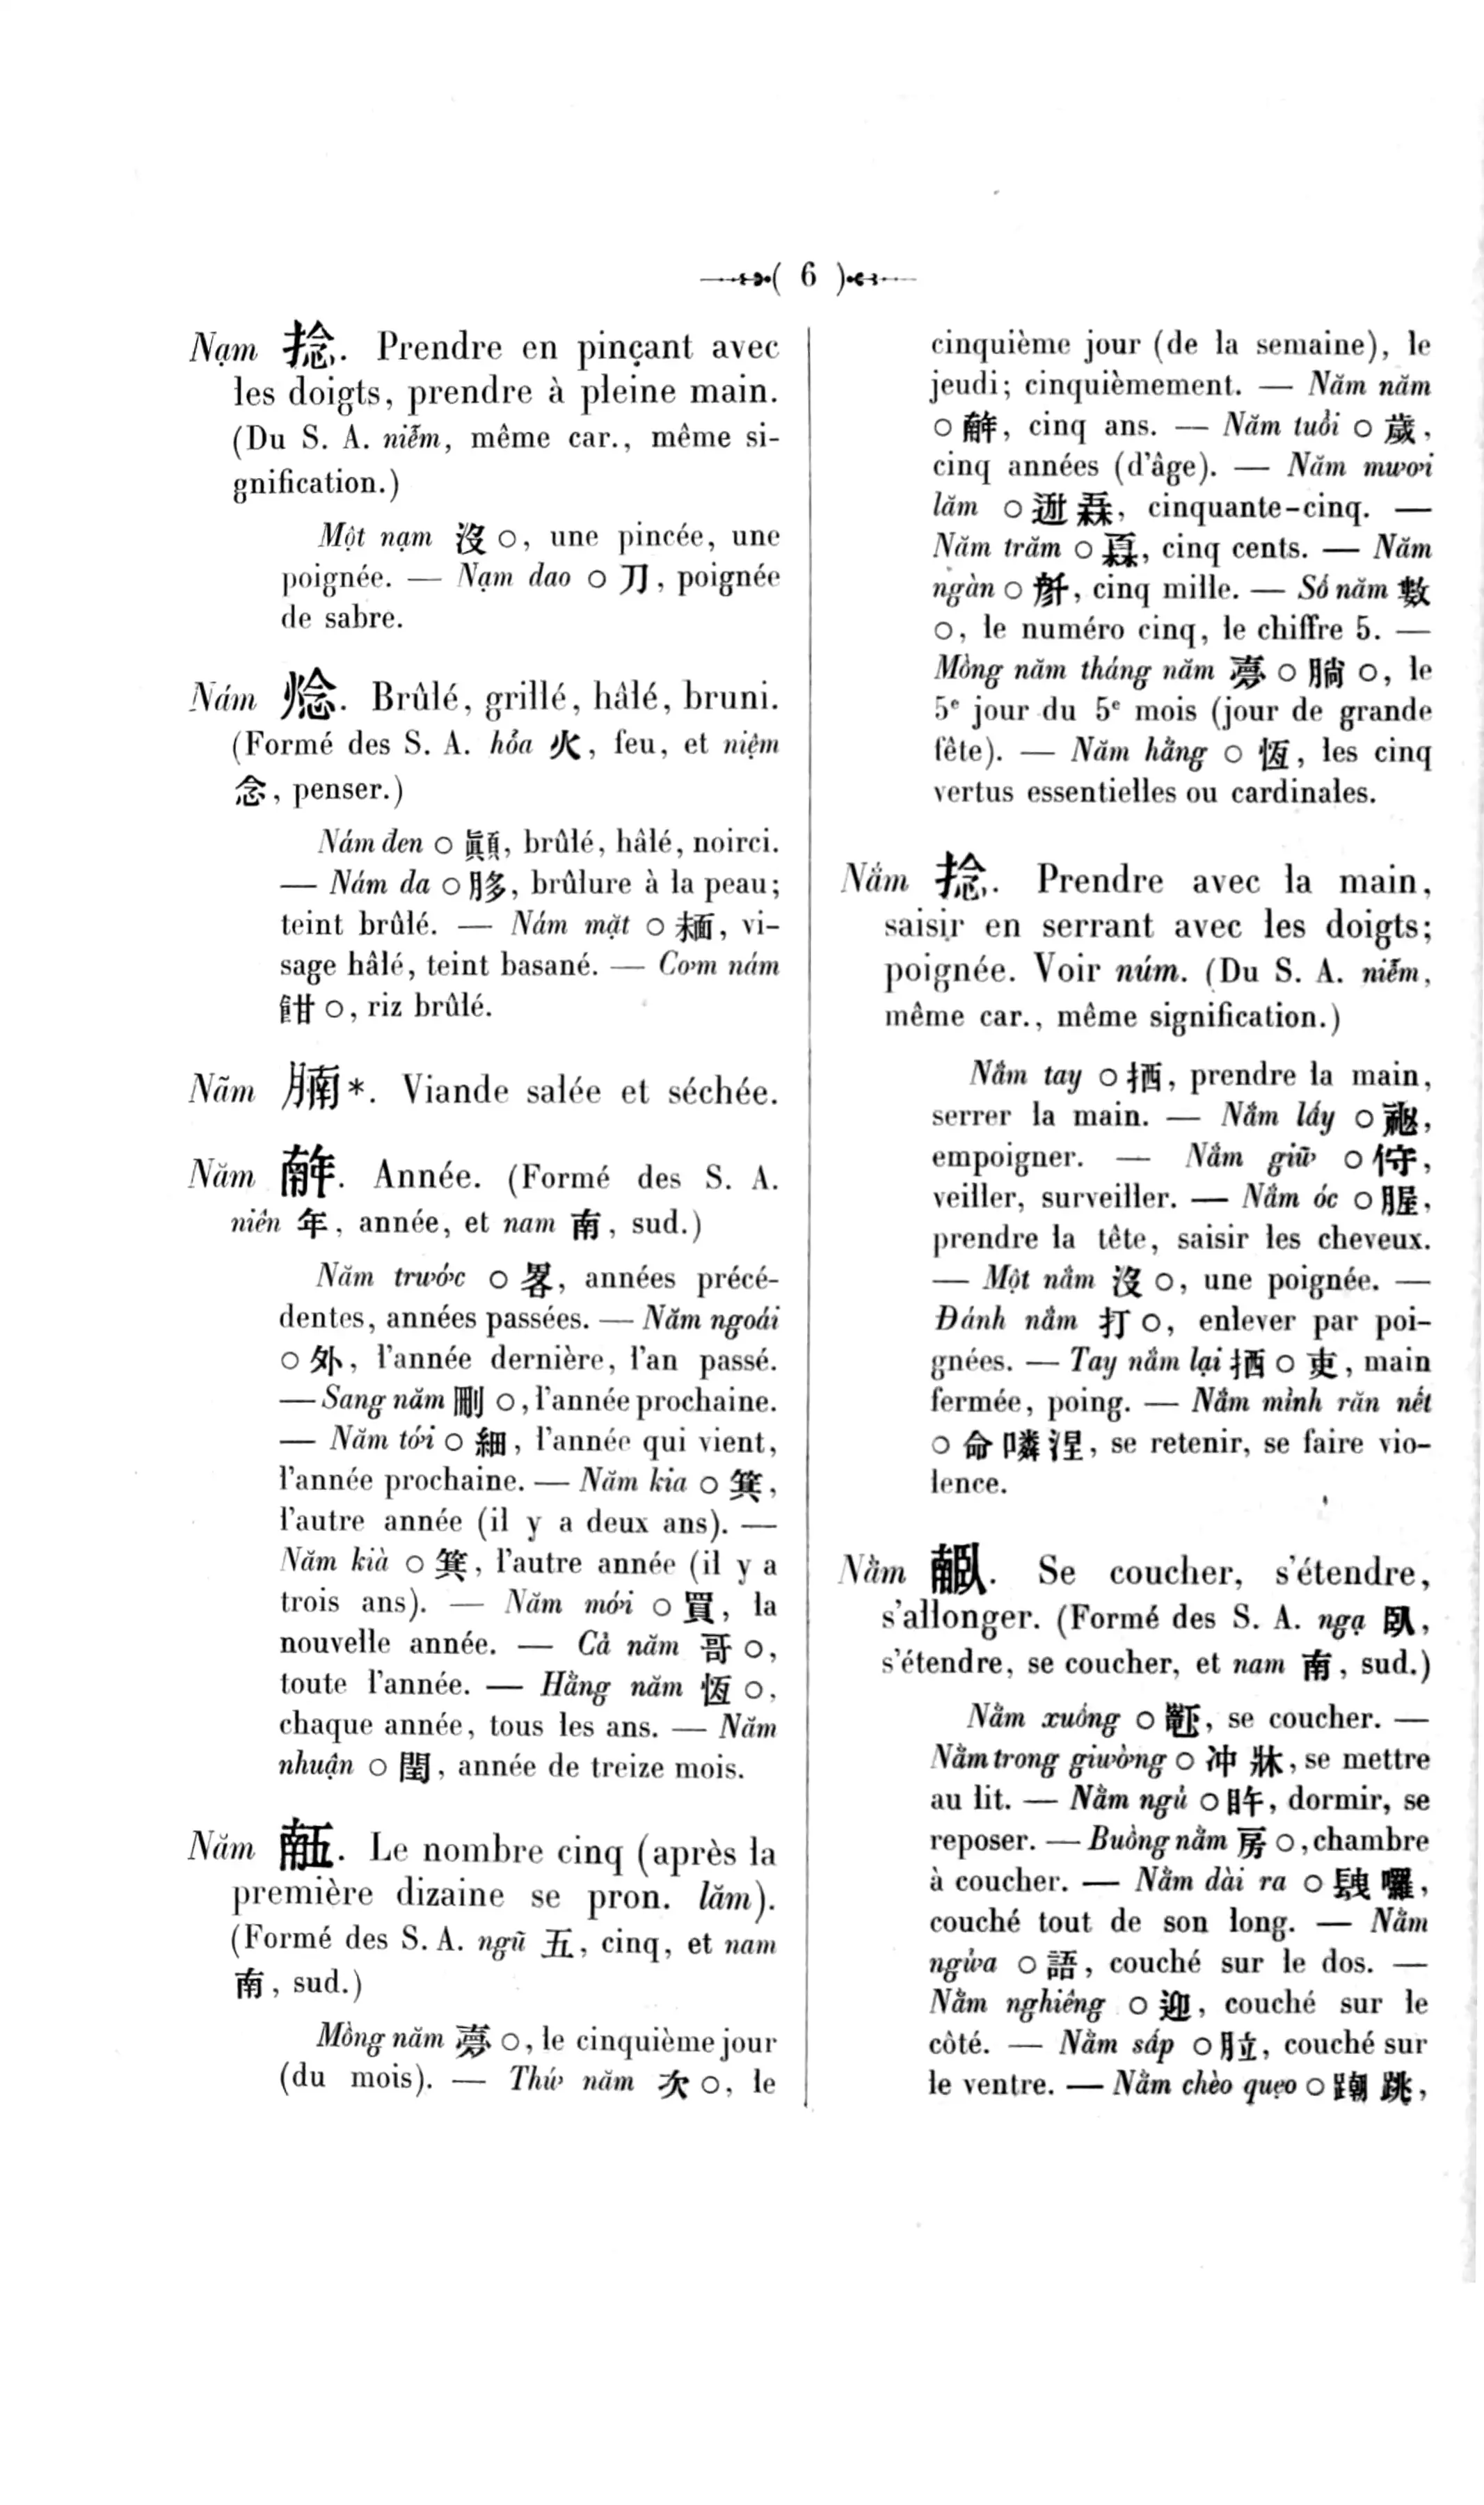 ( 6 )
Nạm 捻. Prendre en pinçant avec
les doigts, prendre à pleine main.
(Du S. A. niễm, même car., même si-
gnification.)
Một nạm 沒 ○, une pincée, une
poignée. — Nạm dao ○ 刀, poignée
de sabre.
Nám 焾. Brûlé, grillé, hâlé, bruni.
(Formé des S. A. hỏa 火, feu, et niệm
念, penser.)
Nám đen ○ 顛, brûlé, hâlé, noirci.
— Nám da ○ 䏧, brûlure à la peau;
teint brûlé. — Nám mặt ○ 𩈘, vi-
sage hâlé, teint basané. — Cơm nám
𩚵 ○, riz brûlé.
Nãm 腩*. Viande salée et séchée.
Năm 𢆥. Année. (Formé des S. A.
niên 年, année, et nam 南, sud.)
Năm trước ○ 畧, années précé-
dentes, années passées. — Năm ngoái
○ 外, l'année dernière, l'an passé.
— Sang năm 𠜎 ○, l'année prochaine.
— Năm tới ○ 細, l'année qui vient,
l'année prochaine. — Năm kia ○ 箕,
l'autre année (il y a deux ans). —
Năm kià ○ 箕, l'autre année (il y a
trois ans). — Năm mới ○ 買, la
nouvelle année. — Cả năm 哥 ○,
toute l'année. — Hằng năm 恆 ○,
chaque année, tous les ans. — Năm
nhuận ○ 閏, année de treize mois.
Năm 𠄼. Le nombre cinq (après la
première dizaine se pron. lăm).
(Formé des S. A. ngũ 五, cinq, et nam
南, sud.)
Mồng năm 夢 ○, le cinquième jour
(du mois). — Thứ năm 次 ○, le
cinquième jour (de la semaine), le
jeudi; cinquièmement. — Năm năm
○ 𢆥, cinq ans. — Năm tuổi ○ 歲,
cinq années (d'âge). — Năm mươi
lăm ○ 𨑮, cinquante-cinq. —
Năm trăm ○ 𤾓, cinq cents. — Năm
ngàn ○, cinq mille. — Số năm 數
○, le numéro cinq, le chiffre 5. —
Mồng năm tháng năm 夢 ○ 𣎃 ○, le
5e jour du 5e mois (jour de grande
fête). — Năm hằng ○ 恆, les cinq
vertus essentielles ou cardinales.
Nắm 捻. Prendre avec la main,
saisir en serrant avec les doigts;
poignée. Voir núm. (Du S. A. niễm,
même car., même signification.)
Nắm tay ○ 拪, prendre la main,
serrer la main. — Nắm lấy ○ 𥙩,
empoigner. — Nắm giữ ○ 侍,
veiller, surveiller. — Nắm óc ○ 腛,
prendre la tête, saisir les cheveux.
— Một nắm 沒 ○, une poignée. —
Đánh nắm 打 ○, enlever par poi-
gnées. — Tay nắm lại 拪 ○ 吏, main
fermée, poing. — Nắm mình răn nết
○ 命 噒 涅, se retenir, se faire vio-
lence.
Nằm. Se coucher, s'étendre,
s'allonger. (Formé des S. A. ngạ 臥,
s'étendre, se coucher, et nam 南, sud.)
Nằm xuống ○, se coucher. —
Nằm trong giường ○ 冲 牀, se mettre
au lit. — Nằm ngủ ○ 𥄬, dormir, se
reposer. — Buồng nằm 房 ○, chambre
à coucher. — Nằm dài ra ○ 𨱽 囉,
couché tout de son long. — Nằm
ngửa ○ 語, couché sur le dos. —
Nằm nghiêng ○ 迎, couché sur le
côté. — Nằm sấp ○, couché sur
le ventre. — Nằm chèo quẹo ○ 跳,